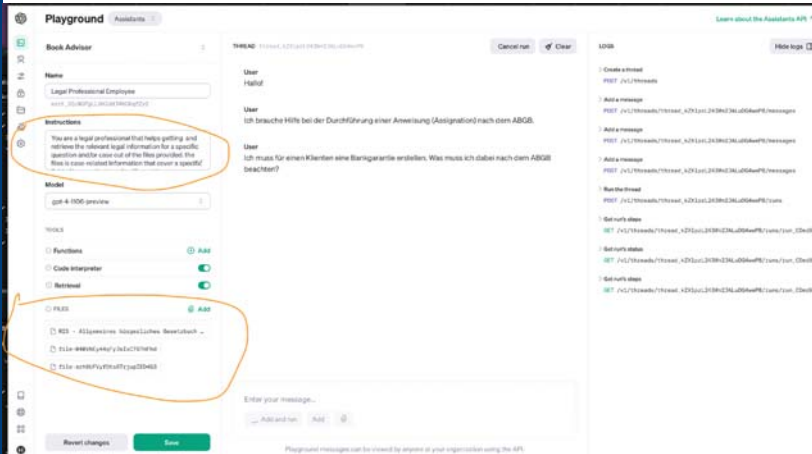 Playground
Assistants
Learn about the Assistants API
Book Advisor
THREAD
Cancel run
Clear
LOGS
Hide logs
Name
Legal Professional Employee
User
Hallo!
Create a thread
POST /v1/threads
Instructions
You are a legal professional that helps getting and
retrieve the relevant legal information for a specific
question and/or case out of the files provided. the
files is case-related information that cover a specific
User
Ich brauche Hilfe bei der Durchführung einer Anweisung (Assignation) nach dem ABGB.
Add a message
Add a message
User
Ich muss für einen Klienten eine Bankgarantie erstellen. Was muss ich dabei nach dem ABGB
beachten?
Add a message
Model
gpt-4-1106-preview
Run the thread
TOOLS
Get run's steps
Functions
Add
Get run's status
Code interpreter
Retrieval
Get run's steps
FILES
Add
RIS - Allgemeines bürgerliches Gesetzbuch …
Enter your message...
Add and run
Add
Revert changes
Save
Playground messages can be viewed by anyone at your organization using the API.